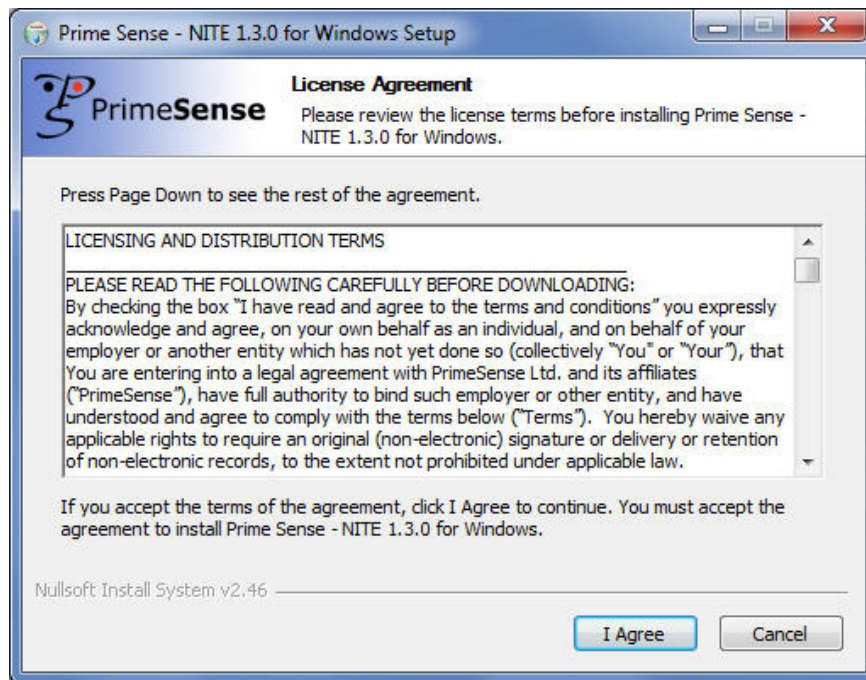 Prime Sense - NITE 1.3.0 for Windows Setup
PrimeSense
License Agreement
Please review the license terms before installing Prime Sense -
NITE 1.3.0 for Windows.
Press Page Down to see the rest of the agreement.
LICENSING AND DISTRIBUTION TERMS
PLEASE READ THE FOLLOWING CAREFULLY BEFORE DOWNLOADING:
By checking the box “I have read and agree to the terms and conditions” you expressly
acknowledge and agree, on your own behalf as an individual, and on behalf of your
employer or another entity which has not yet done so (collectively “You" or “Your”), that
You are entering into a legal agreement with PrimeSense Ltd. and its affiliates
(“PrimeSense”), have full authority to bind such employer or other entity, and have
understood and agree to comply with the terms below (“Terms”).  You hereby waive any
applicable rights to require an original (non-electronic) signature or delivery or retention
of non-electronic records, to the extent not prohibited under applicable law.
If you accept the terms of the agreement, click I Agree to continue. You must accept the
agreement to install Prime Sense - NITE 1.3.0 for Windows.
Nullsoft Install System v2.46
I Agree
Cancel